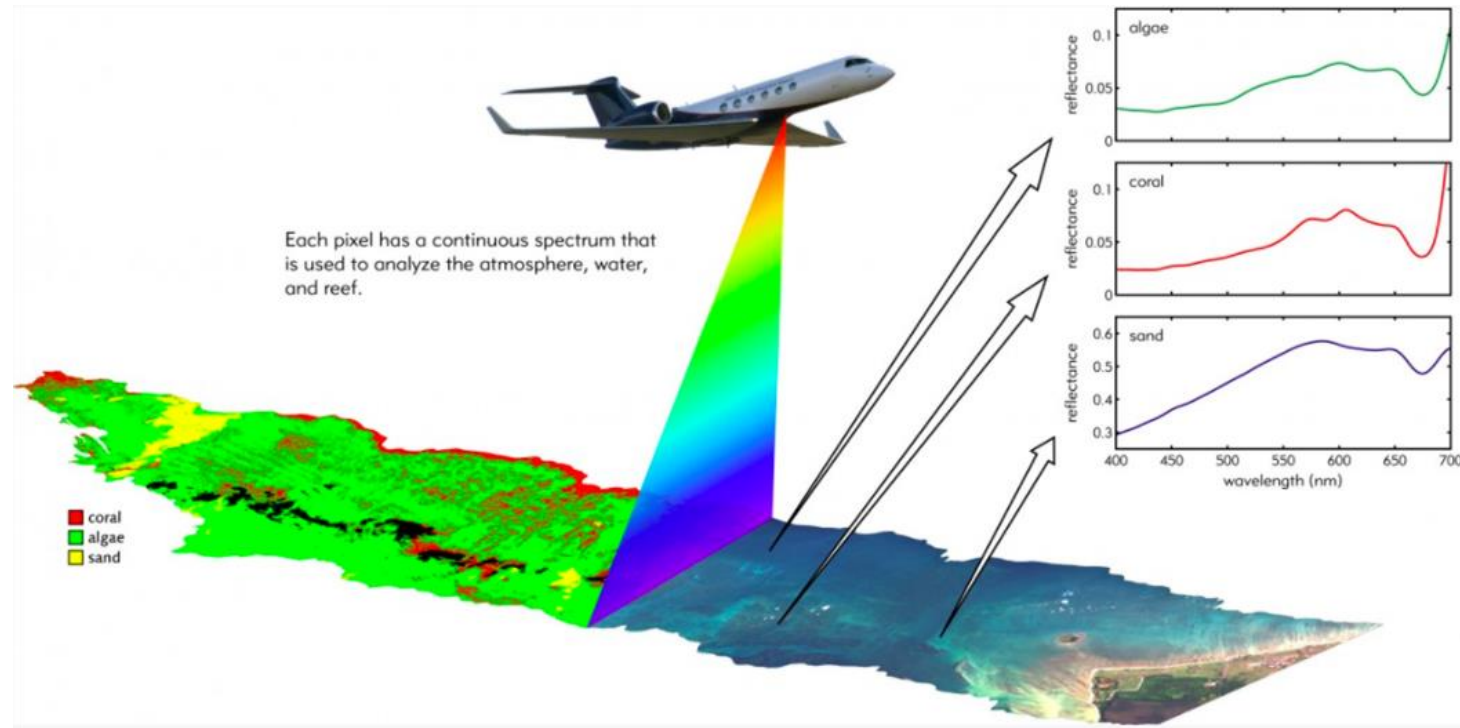 Each pixel has a continuous spectrum that
is used to analyze the atmosphere, water,
and reef.
coral
algae
sand
algae
reflectance
0.1
0.05
0
coral
reflectance
0.1
0.05
0
sand
reflectance
0.6
0.5
0.4
0.3
400 450 500 550 600 650 700
wavelength (nm)